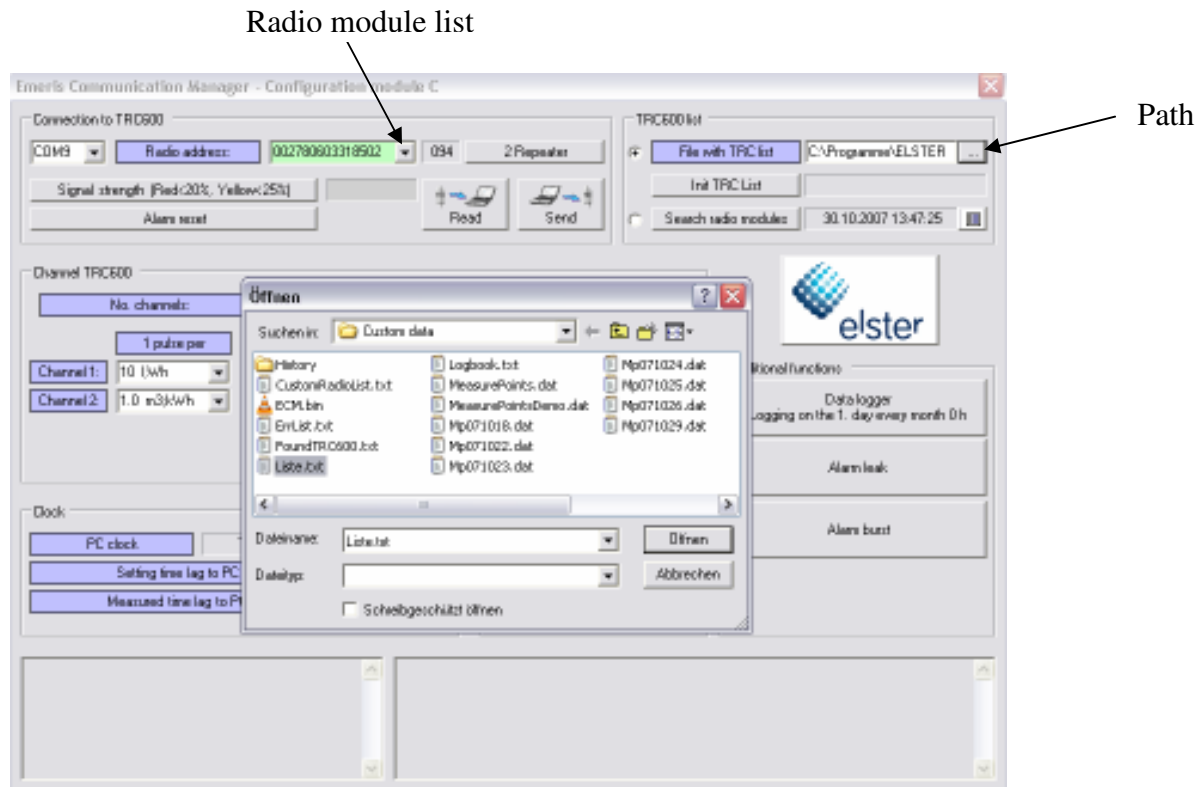 Radio module list
Path
Emeris Communication Manager - Configuration module C
Connection to TRC600
COM9
Radio address:
002780603318502
094
2 Repeater
Signal strength (Red<20%, Yellow<25%)
Alarm reset
Read
Send
TRC600 list
File with TRC list
C:\Programme\ELSTER
...
Init TRC List
Search radio modules
30.10.2007 13:47:25
Channel TRC600
No. channels:
1 pulse per
Channel 1:
10 l,Wh
Channel 2:
1.0 m3,kWh
elster
Öffnen
Suchen in:
Custom data
History
CustomRadioList.txt
ECM.bin
ErrList.txt
FoundTRC600.txt
Liste.txt
Logbook.txt
MeasurePoints.dat
MeasurePointsDemo.dat
Mp071018.dat
Mp071022.dat
Mp071023.dat
Mp071024.dat
Mp071025.dat
Mp071026.dat
Mp071029.dat
Dateiname:
Liste.txt
Öffnen
Dateityp:
Abbrechen
Schreibgeschützt öffnen
ditional functions
Data logger
Logging on the 1. day every month 0 h
Alarm leak
Alarm burst
Clock
PC clock
Setting time lag to PC:
Measured time lag to P